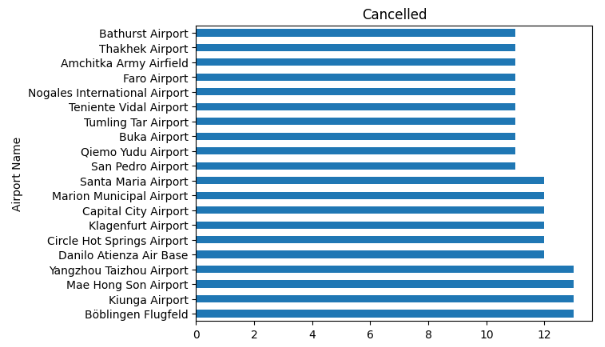 Cancelled
Airport Name
Bathurst Airport
Thakhek Airport
Amchitka Army Airfield
Faro Airport
Nogales International Airport
Teniente Vidal Airport
Tumling Tar Airport
Buka Airport
Qiemo Yudu Airport
San Pedro Airport
Santa Maria Airport
Marion Municipal Airport
Capital City Airport
Klagenfurt Airport
Circle Hot Springs Airport
Danilo Atienza Air Base
Yangzhou Taizhou Airport
Mae Hong Son Airport
Kiunga Airport
Böblingen Flugfeld
0 2 4 6 8 10 12